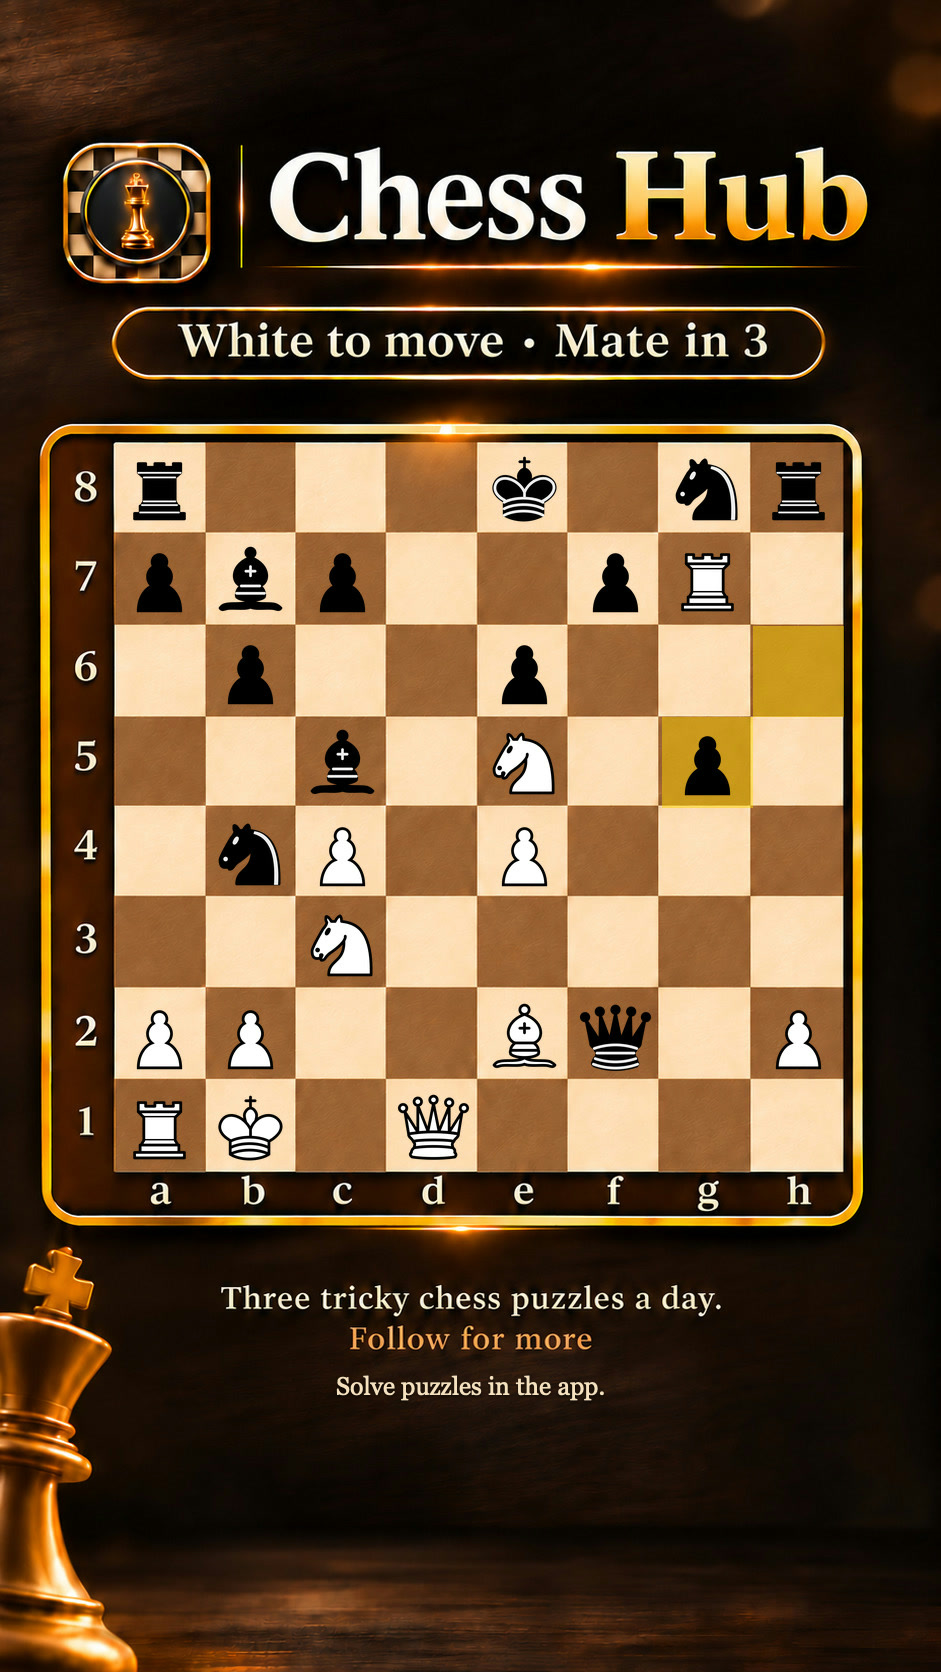 Chess Hub
White to move • Mate in 3
8
7
6
5
4
3
2
1
a b c d e f g h
Three tricky chess puzzles a day.
Follow for more
Solve puzzles in the app.